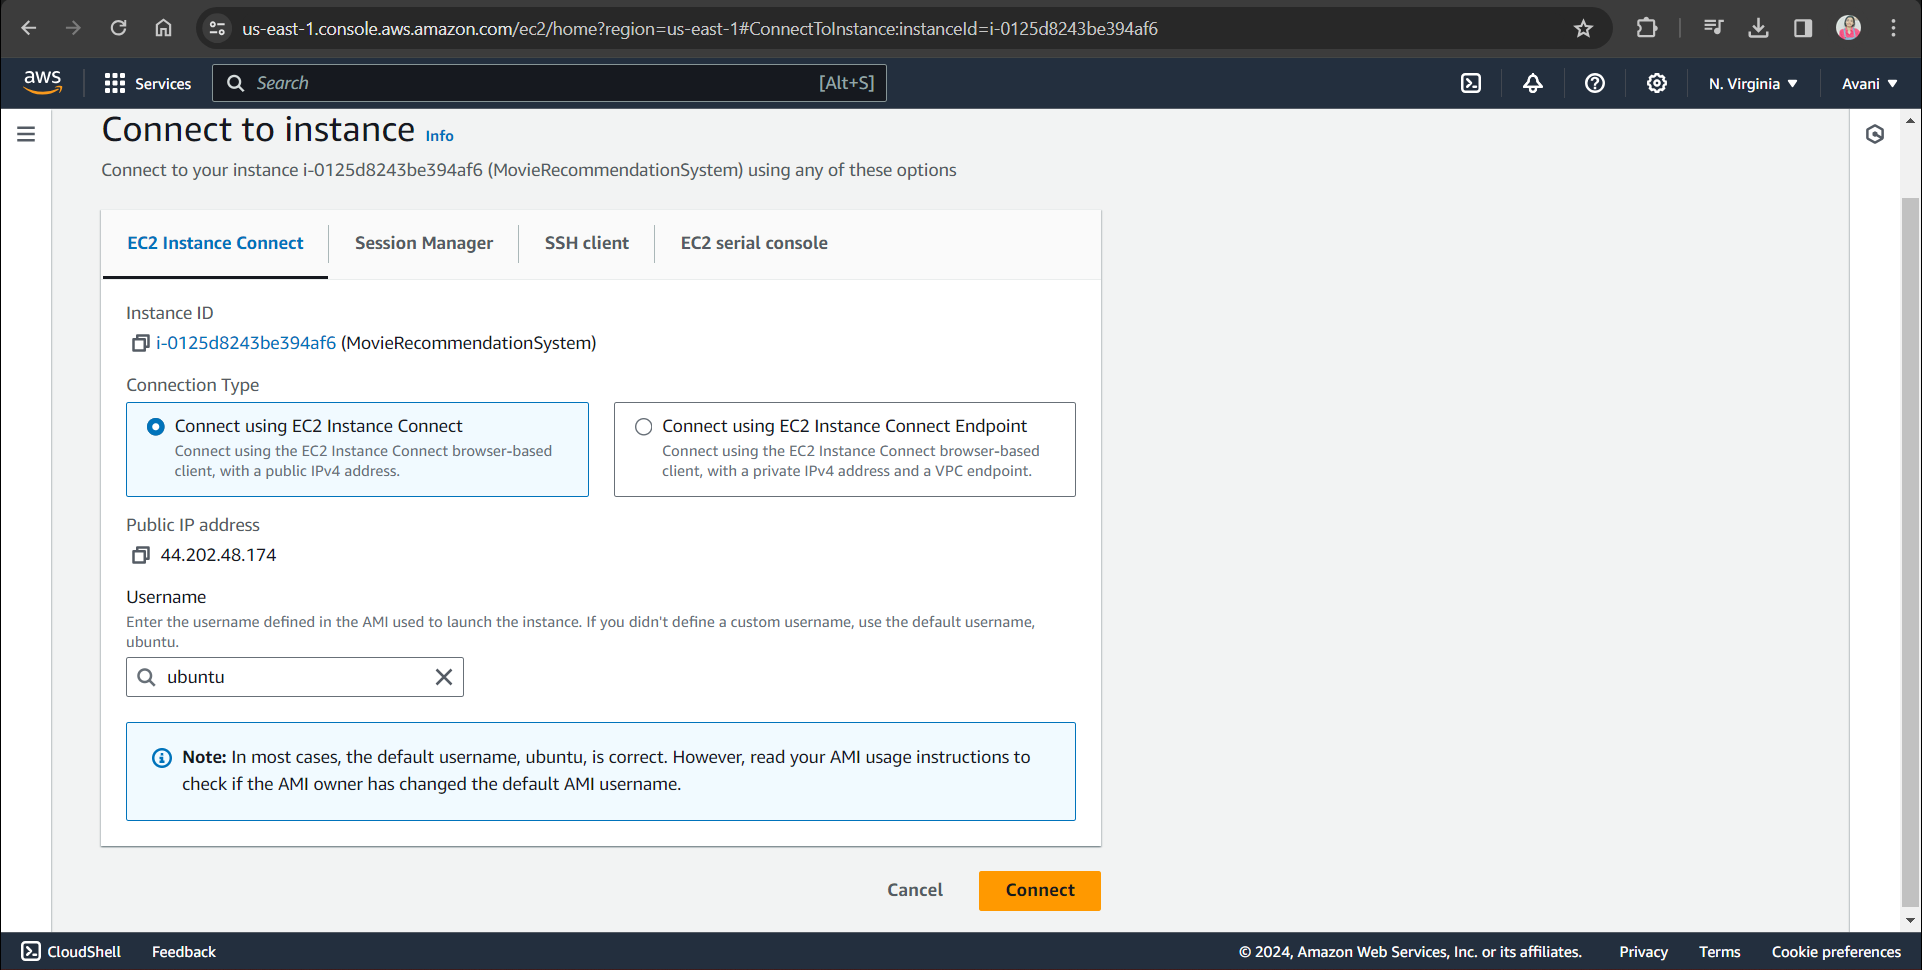 us-east-1.console.aws.amazon.com/ec2/home?region=us-east-1#ConnectToInstance:instanceId=i-0125d8243be394af6
aws
Services
Search
[Alt+S]
N. Virginia
Avani
Connect to instance Info
Connect to your instance i-0125d8243be394af6 (MovieRecommendationSystem) using any of these options
EC2 Instance Connect
Session Manager
SSH client
EC2 serial console
Instance ID
i-0125d8243be394af6 (MovieRecommendationSystem)
Connection Type
Connect using EC2 Instance Connect
Connect using the EC2 Instance Connect browser-based
client, with a public IPv4 address.
Connect using EC2 Instance Connect Endpoint
Connect using the EC2 Instance Connect browser-based
client, with a private IPv4 address and a VPC endpoint.
Public IP address
44.202.48.174
Username
Enter the username defined in the AMI used to launch the instance. If you didn't define a custom username, use the default username,
ubuntu.
ubuntu
Note: In most cases, the default username, ubuntu, is correct. However, read your AMI usage instructions to
check if the AMI owner has changed the default AMI username.
Cancel
Connect
CloudShell
Feedback
© 2024, Amazon Web Services, Inc. or its affiliates.
Privacy
Terms
Cookie preferences